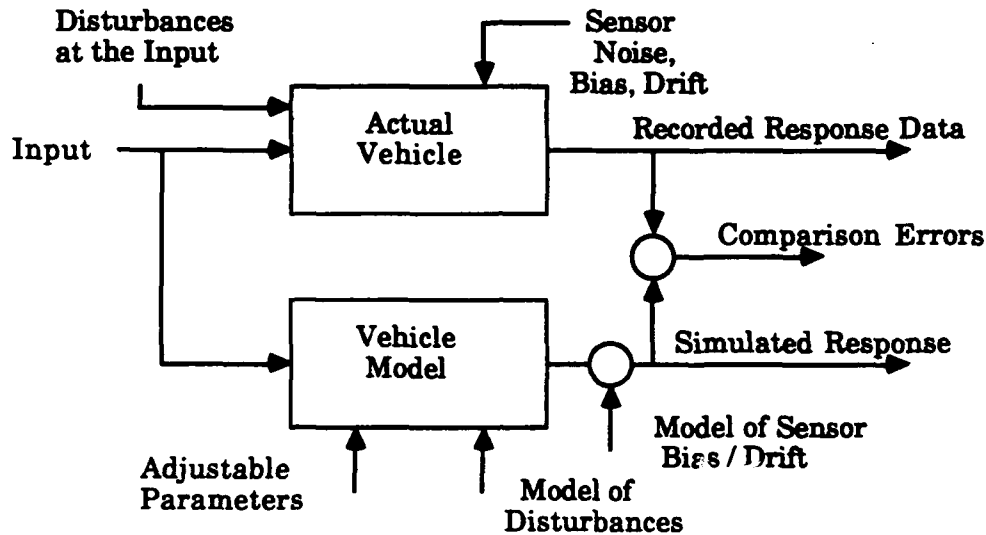 Disturbances
at the Input
Sensor
Noise,
Bias, Drift
Actual
Vehicle
Recorded Response Data
Input
Comparison Errors
Vehicle
Model
Simulated Response
Model of Sensor
Bias / Drift
Adjustable
Parameters
Model of
Disturbances